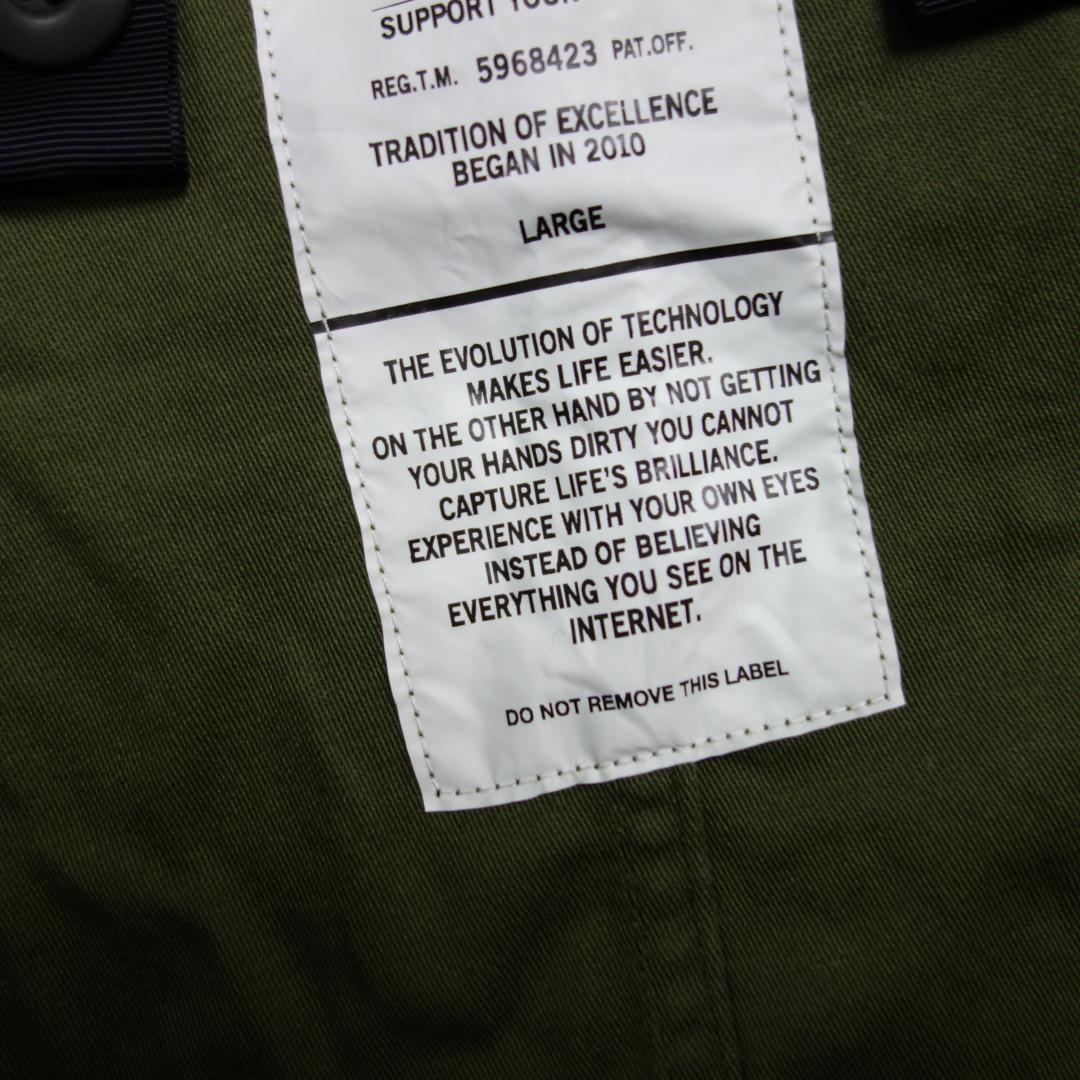 SUPPORT YOUR
REG.T.M. 5968423 PAT.OFF.
TRADITION OF EXCELLENCE
BEGAN IN 2010
LARGE
THE EVOLUTION OF TECHNOLOGY
MAKES LIFE EASIER.
ON THE OTHER HAND BY NOT GETTING
YOUR HANDS DIRTY YOU CANNOT
CAPTURE LIFE'S BRILLIANCE.
EXPERIENCE WITH YOUR OWN EYES
INSTEAD OF BELIEVING
EVERYTHING YOU SEE ON THE
INTERNET.
DO NOT REMOVE THIS LABEL